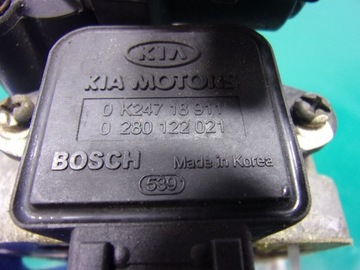 KIA
KIA MOTORS
0 K247 18 911
0 280 122 021
BOSCH Made in Korea
539